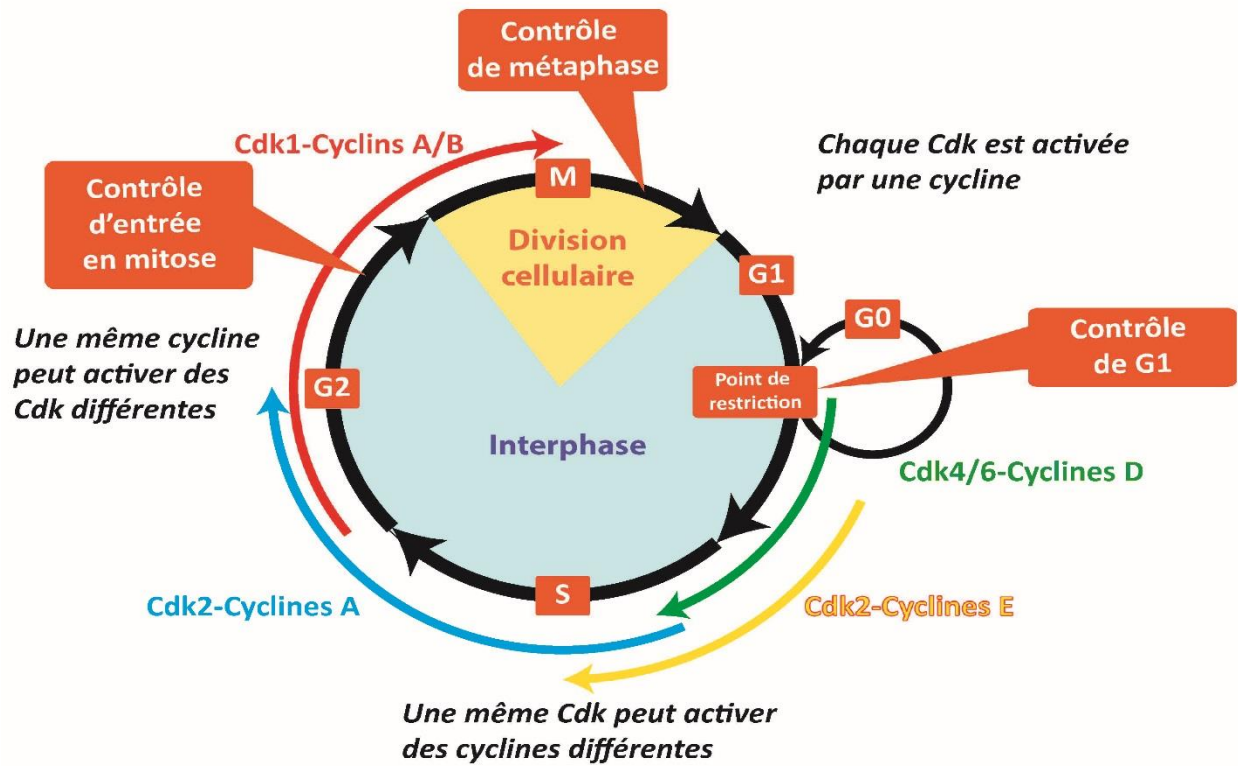 Contrôle
de métaphase
Cdk1-Cyclins A/B
Chaque Cdk est activée
par une cycline
Contrôle
d'entrée
en mitose
M
Division
cellulaire
G1
G0
Contrôle
de G1
Une même cycline
peut activer des
Cdk différentes
G2
Point de
restriction
Interphase
Cdk4/6-Cyclines D
Cdk2-Cyclines A
S
Cdk2-Cyclines E
Une même Cdk peut activer
des cyclines différentes